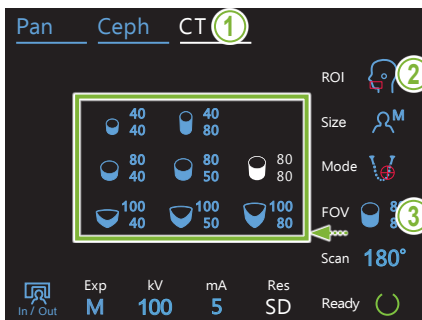 Pan Ceph CT 1
ROI 2
40 40
40 80
Size M
80 80 80
40 50 80
Mode
100 100 100
40 50 80
FOV 8 3
Scan 180°
In / Out
Exp kV mA Res
M 100 5 SD
Ready